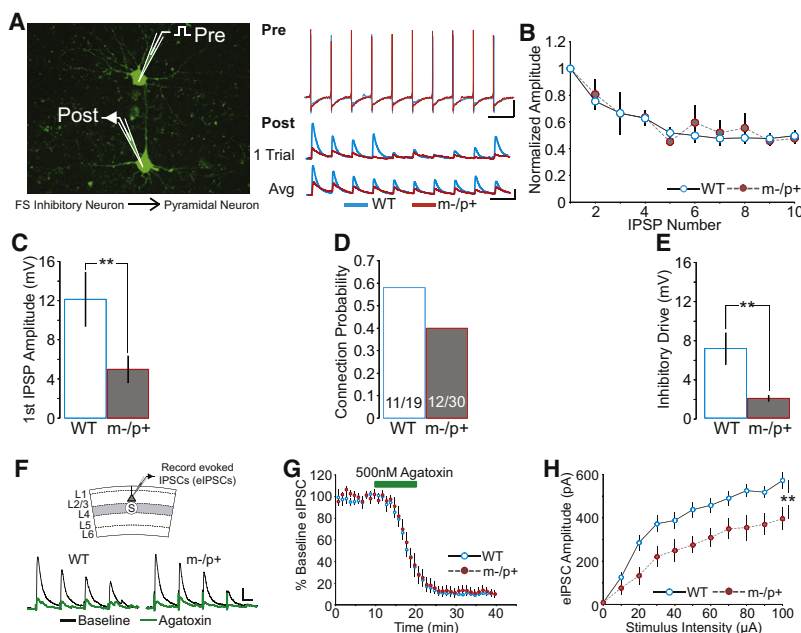 A
Pre
Post
FS Inhibitory Neuron → Pyramidal Neuron
Pre
Post
1 Trial
Avg
WT m-/p+
B
Normalized Amplitude
1.4
1.2
1.0
0.8
0.6
0.4
0.2
0
2 4 6 8 10
IPSP Number
WT m-/p+
C
1st IPSP Amplitude (mV)
16
12
8
4
0
**
WT m-/p+
D
Connection Probability
0.7
0.6
0.5
0.4
0.3
0.2
0.1
0
11/19 12/30
WT m-/p+
E
Inhibitory Drive (mV)
16
12
8
4
0
**
WT m-/p+
F
Record evoked
IPSCs (eIPSCs)
L1
L2/3
L4
L5
L6
S
WT m-/p+
Baseline Agatoxin
G
500nM Agatoxin
% Baseline eIPSC
120
100
80
60
40
20
0
0 10 20 30 40
Time (min)
WT
m-/p+
H
eIPSC Amplitude (pA)
600
400
200
0
**
0 20 40 60 80 100
Stimulus Intensity (µA)
WT m-/p+